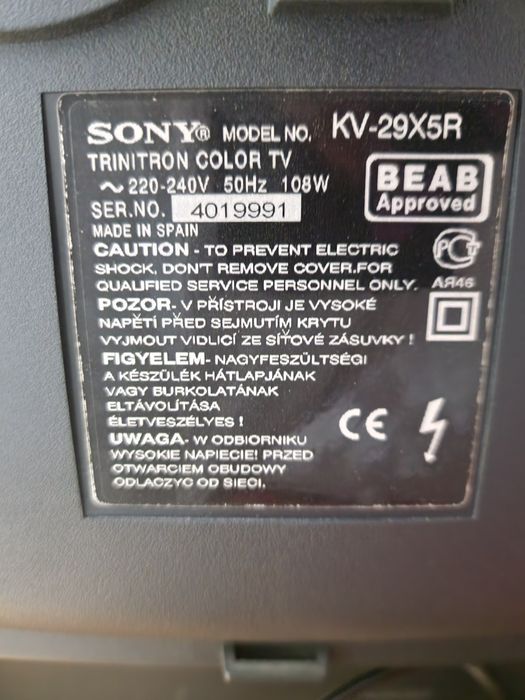 SONY® MODEL NO. KV-29X5R
TRINITRON COLOR TV
~ 220-240V 50Hz 108W
BEAB
Approved
SER.NO. 4019991
MADE IN SPAIN
CAUTION - TO PREVENT ELECTRIC
SHOCK, DON'T REMOVE COVER.FOR
QUALIFIED SERVICE PERSONNEL ONLY.
АЯ46
POZOR- V PŘÍSTROJI JE VYSOKÉ
NAPĚTÍ PŘED SEJMUTÍM KRYTU
VYJMOUT VIDLICÍ ZE SÍŤOVÉ ZÁSUVKY !
FIGYELEM- NAGYFESZÜLTSÉGI
A KÉSZÜLÉK HÁTLAPJÁNAK
VAGY BURKOLATÁNAK
ELTÁVOLÍTÁSA
ÉLETVESZÉLYES !
CE
UWAGA- W ODBIORNIKU
WYSOKIE NAPIECIE! PRZED
OTWARCIEM OBUDOWY
ODLACZYC OD SIECI.